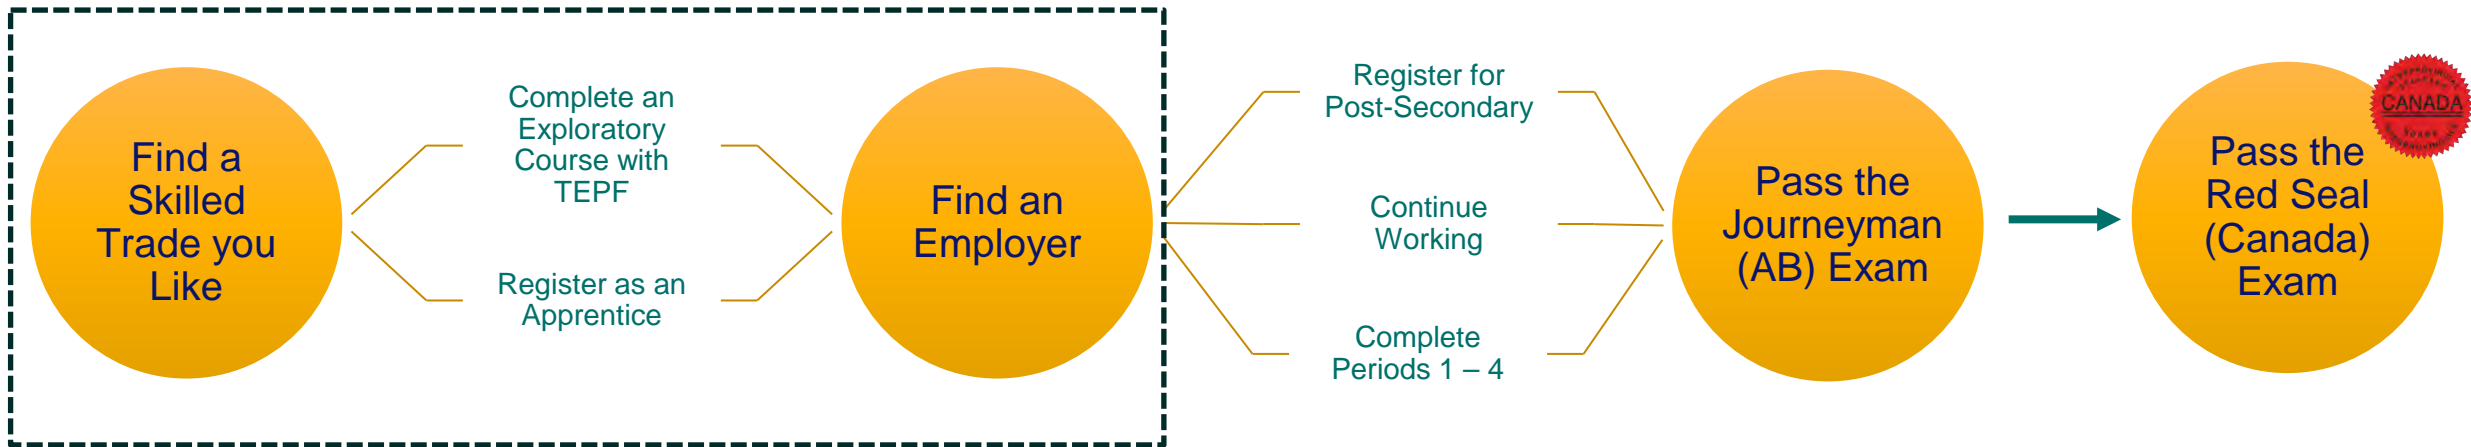 Find a
Skilled
Trade you
Like
Complete an
Exploratory
Course with
TEPF
Register as an
Apprentice
Find an
Employer
Register for
Post-Secondary
Continue
Working
Complete
Periods 1 – 4
Pass the
Journeyman
(AB) Exam
Pass the
Red Seal
(Canada)
Exam
CANADA